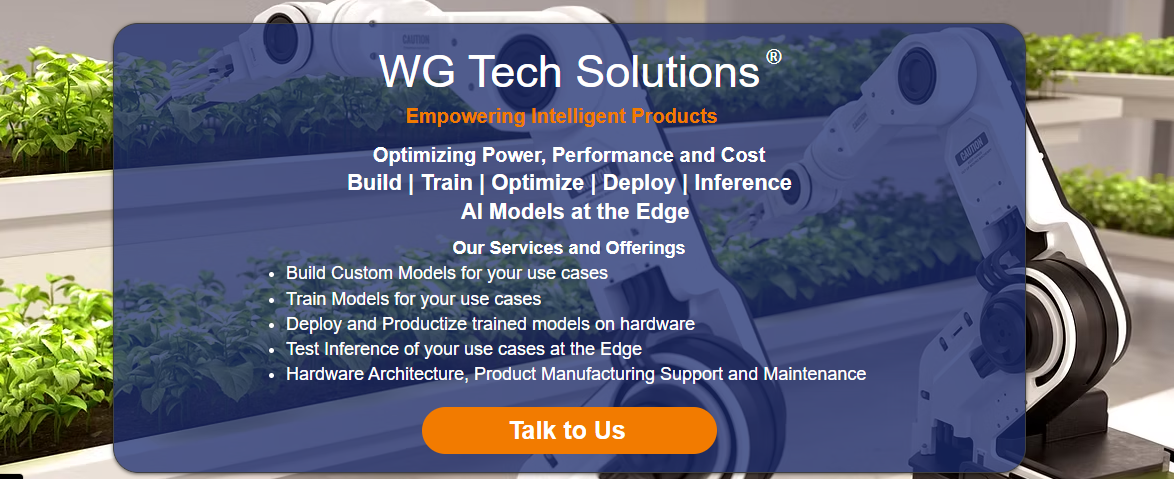 WG Tech Solutions®
Empowering Intelligent Products
Optimizing Power, Performance and Cost
Build | Train | Optimize | Deploy | Inference
AI Models at the Edge
Our Services and Offerings
• Build Custom Models for your use cases
• Train Models for your use cases
• Deploy and Productize trained models on hardware
• Test Inference of your use cases at the Edge
• Hardware Architecture, Product Manufacturing Support and Maintenance
Talk to Us
CAUTION
CAUTION